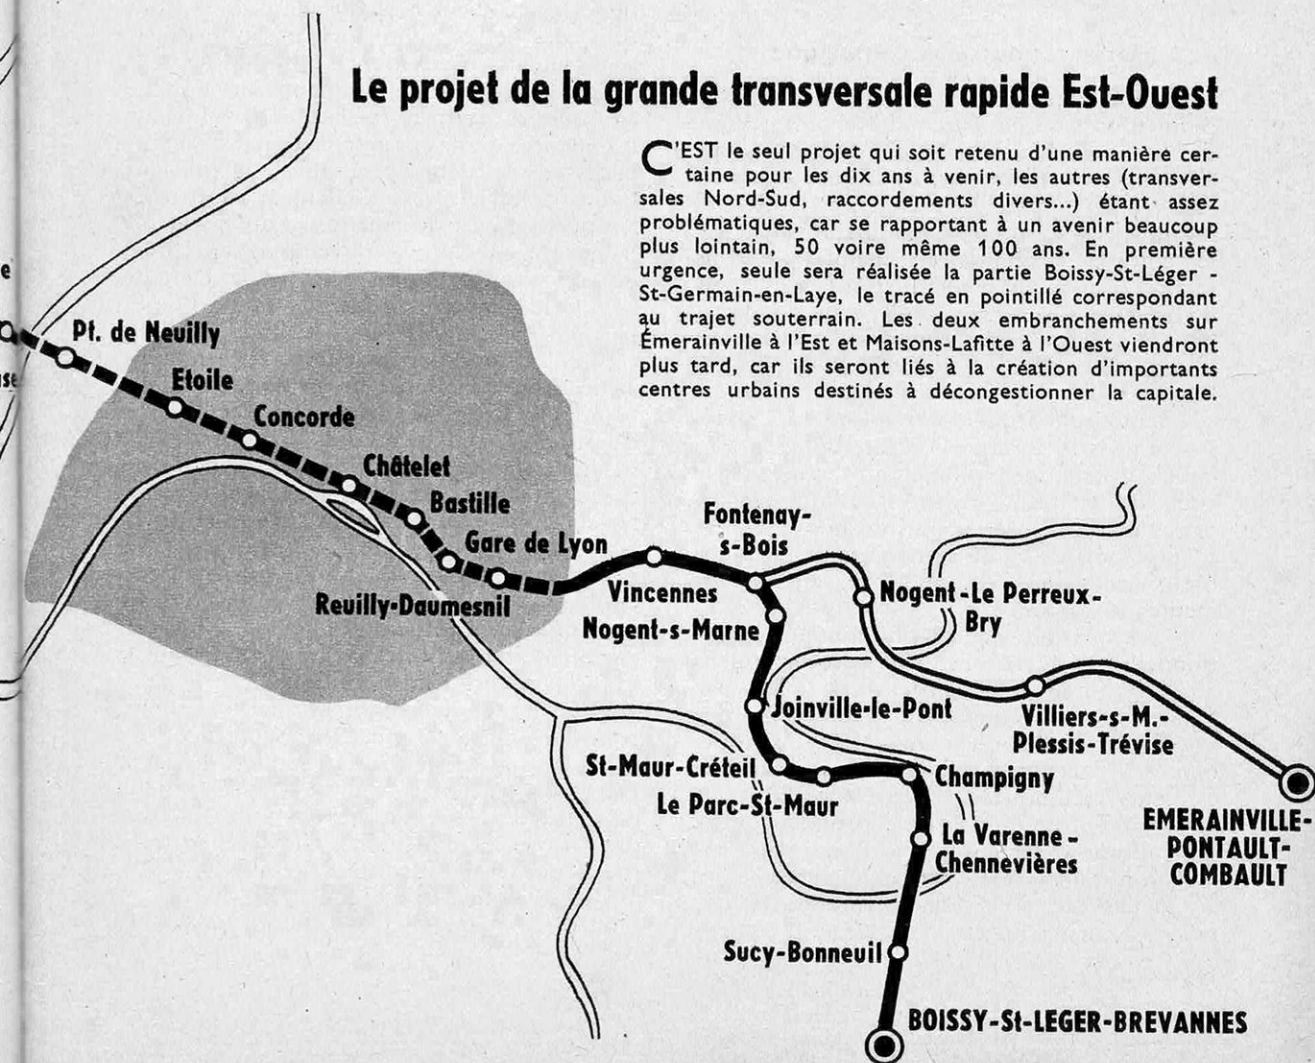 Le projet de la grande transversale rapide Est-Ouest
C'EST le seul projet qui soit retenu d'une manière cer-
taine pour les dix ans à venir, les autres (transver-
sales Nord-Sud, raccordements divers...) étant assez
problématiques, car se rapportant à un avenir beaucoup
plus lointain, 50 voire même 100 ans. En première
urgence, seule sera réalisée la partie Boissy-St-Léger -
St-Germain-en-Laye, le tracé en pointillé correspondant
au trajet souterrain. Les deux embranchements sur
Émerainville à l'Est et Maisons-Lafitte à l'Ouest viendront
plus tard, car ils seront liés à la création d'importants
centres urbains destinés à décongestionner la capitale.
Pt. de Neuilly
Etoile
Concorde
Châtelet
Bastille
Gare de Lyon
Reuilly-Daumesnil
Vincennes
Fontenay-
s-Bois
Nogent-s-Marne
Nogent-Le Perreux-
Bry
Joinville-le-Pont
Villiers-s-M.-
Plessis-Trévise
St-Maur-Créteil
Le Parc-St-Maur
Champigny
EMERAINVILLE-
PONTAULT-
COMBAULT
La Varenne-
Chennevières
Sucy-Bonneuil
BOISSY-St-LEGER-BREVANNES